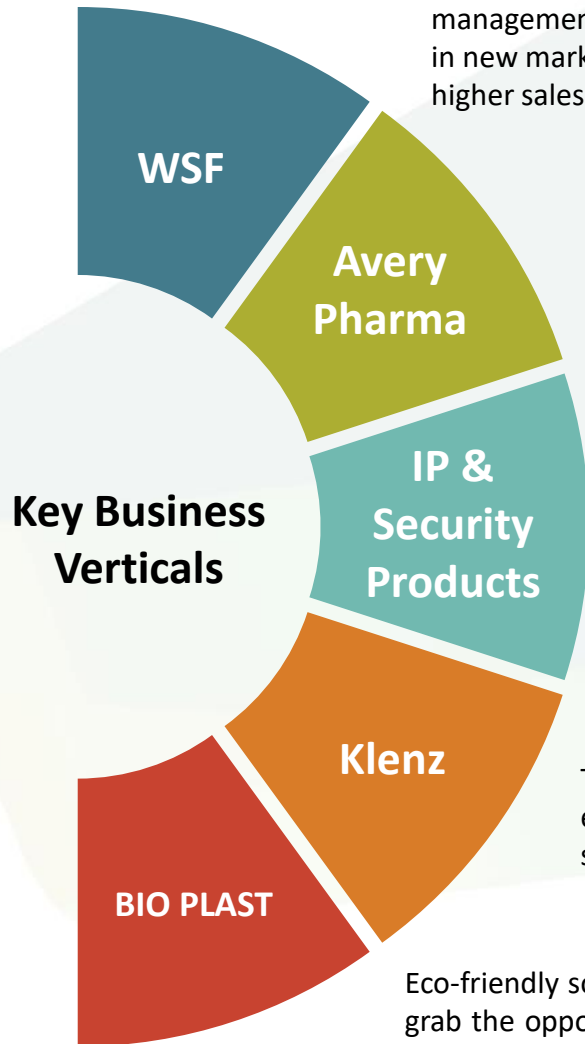 management
in new mark
higher sales
WSF
Avery
Pharma
IP &
Security
Products
Key Business
Verticals
Klenz
BIO PLAST
Eco-friendly so
grab the oppo